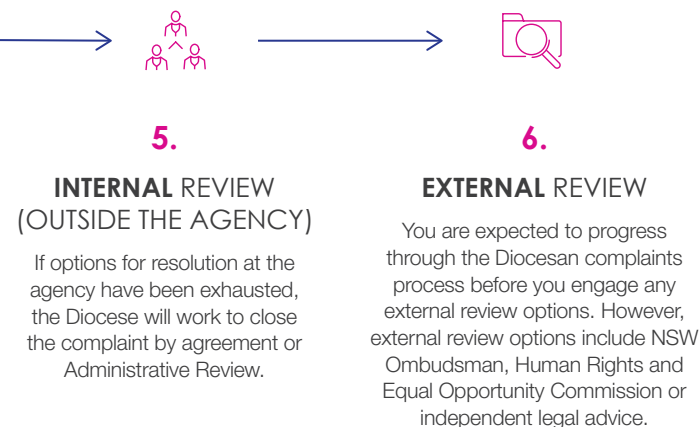 5.
INTERNAL REVIEW
(OUTSIDE THE AGENCY)
If options for resolution at the
agency have been exhausted,
the Diocese will work to close
the complaint by agreement or
Administrative Review.
6.
EXTERNAL REVIEW
You are expected to progress
through the Diocesan complaints
process before you engage any
external review options. However,
external review options include NSW
Ombudsman, Human Rights and
Equal Opportunity Commission or
independent legal advice.